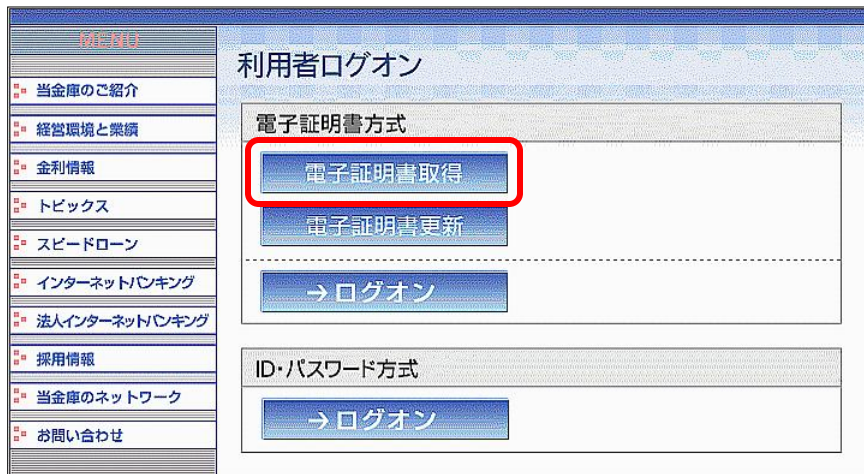 MENU
当金庫のご紹介
経営環境と業績
金利情報
トピックス
スピードローン
インターネットバンキング
法人インターネットバンキング
採用情報
当金庫のネットワーク
お問い合わせ
利用者ログオン
電子証明書方式
電子証明書取得
電子証明書更新
→ログオン
ID・パスワード方式
→ログオン